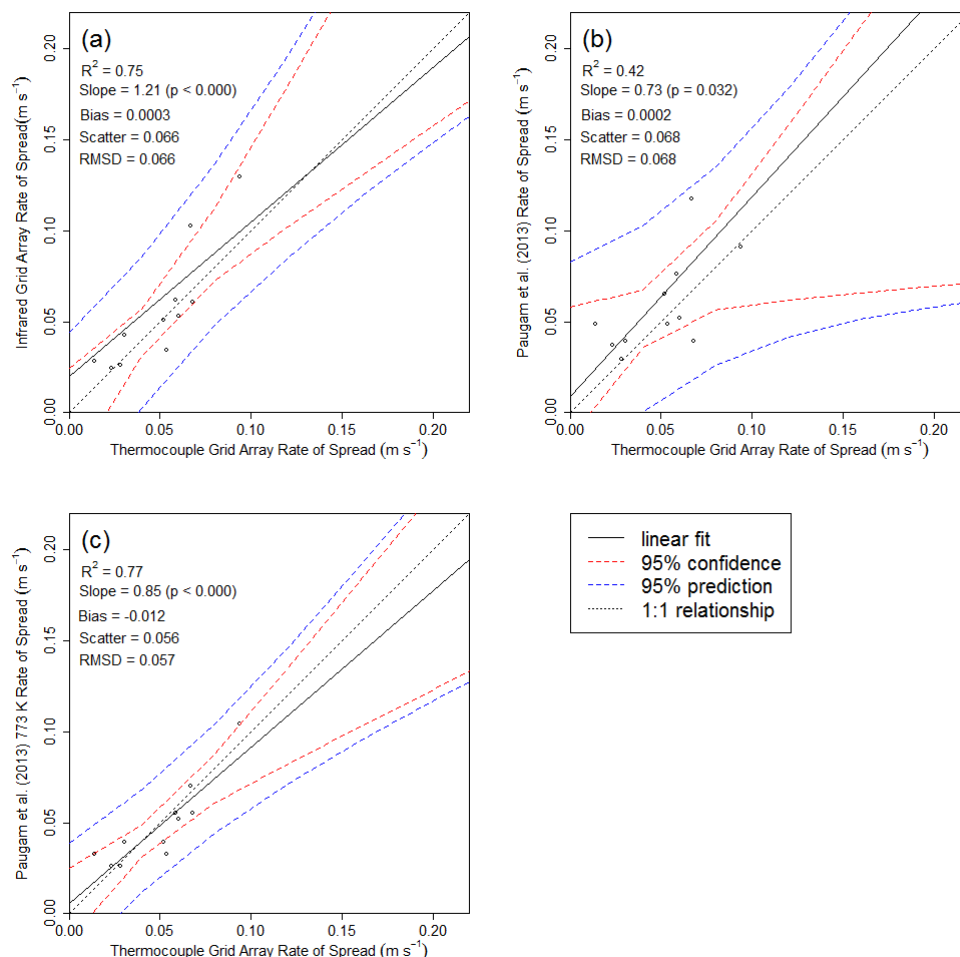 (a)
R² = 0.75
Slope = 1.21 (p < 0.000)
Bias = 0.0003
Scatter = 0.066
RMSD = 0.066
Infrared Grid Array Rate of Spread(m s⁻¹)
0.00
0.05
0.10
0.15
0.20
0.00 0.05 0.10 0.15 0.20
Thermocouple Grid Array Rate of Spread (m s⁻¹)
(b)
R² = 0.42
Slope = 0.73 (p = 0.032)
Bias = 0.0002
Scatter = 0.068
RMSD = 0.068
Paugam et al. (2013) Rate of Spread (m s⁻¹)
0.00
0.05
0.10
0.15
0.20
0.00 0.05 0.10 0.15 0.20
Thermocouple Grid Array Rate of Spread (m s⁻¹)
(c)
R² = 0.77
Slope = 0.85 (p < 0.000)
Bias = -0.012
Scatter = 0.056
RMSD = 0.057
Paugam et al. (2013) 773 K Rate of Spread (m s⁻¹)
0.00
0.05
0.10
0.15
0.20
0.00 0.05 0.10 0.15 0.20
Thermocouple Grid Array Rate of Spread (m s⁻¹)
linear fit
95% confidence
95% prediction
1:1 relationship